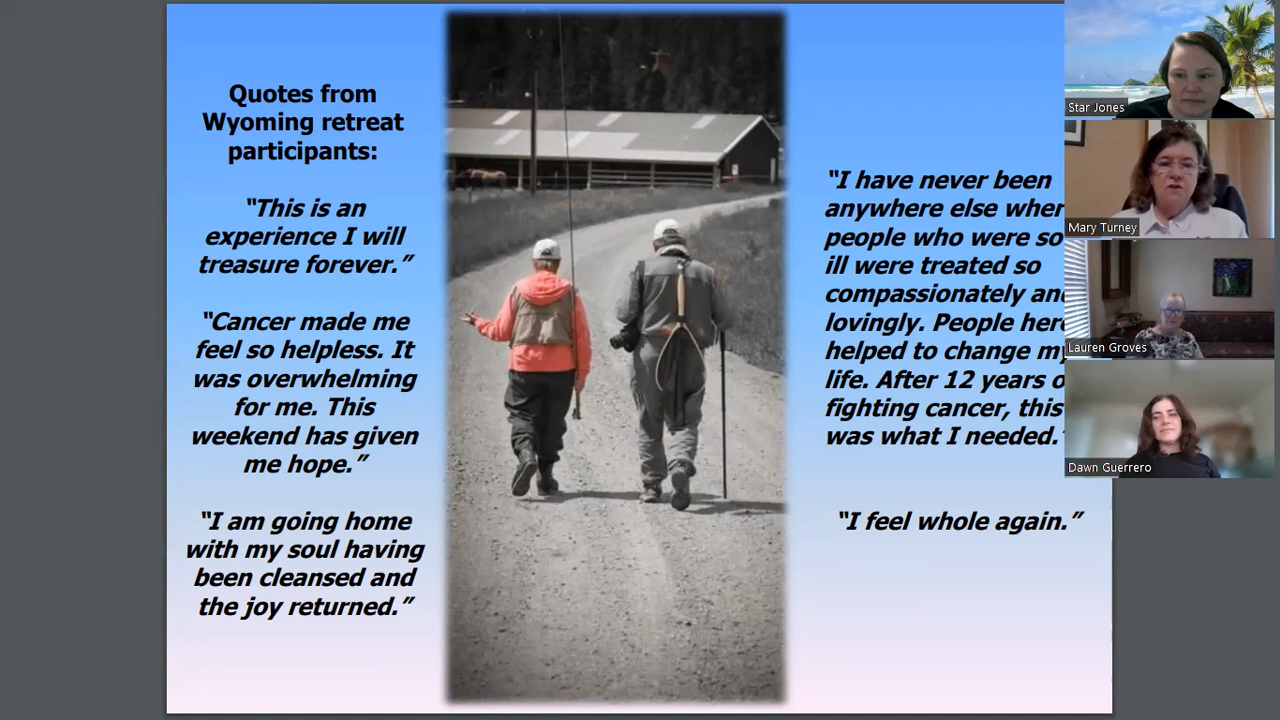 Quotes from
Wyoming retreat
participants:
“This is an
experience I will
treasure forever.”
“Cancer made me
feel so helpless. It
was overwhelming
for me. This
weekend has given
me hope.”
“I am going home
with my soul having
been cleansed and
the joy returned.”
“I have never been
anywhere else wher
people who were so
ill were treated so
compassionately and
lovingly. People here
helped to change my
life. After 12 years o
fighting cancer, this
was what I needed.”
“I feel whole again.”
Star Jones
Mary Turney
Lauren Groves
Dawn Guerrero